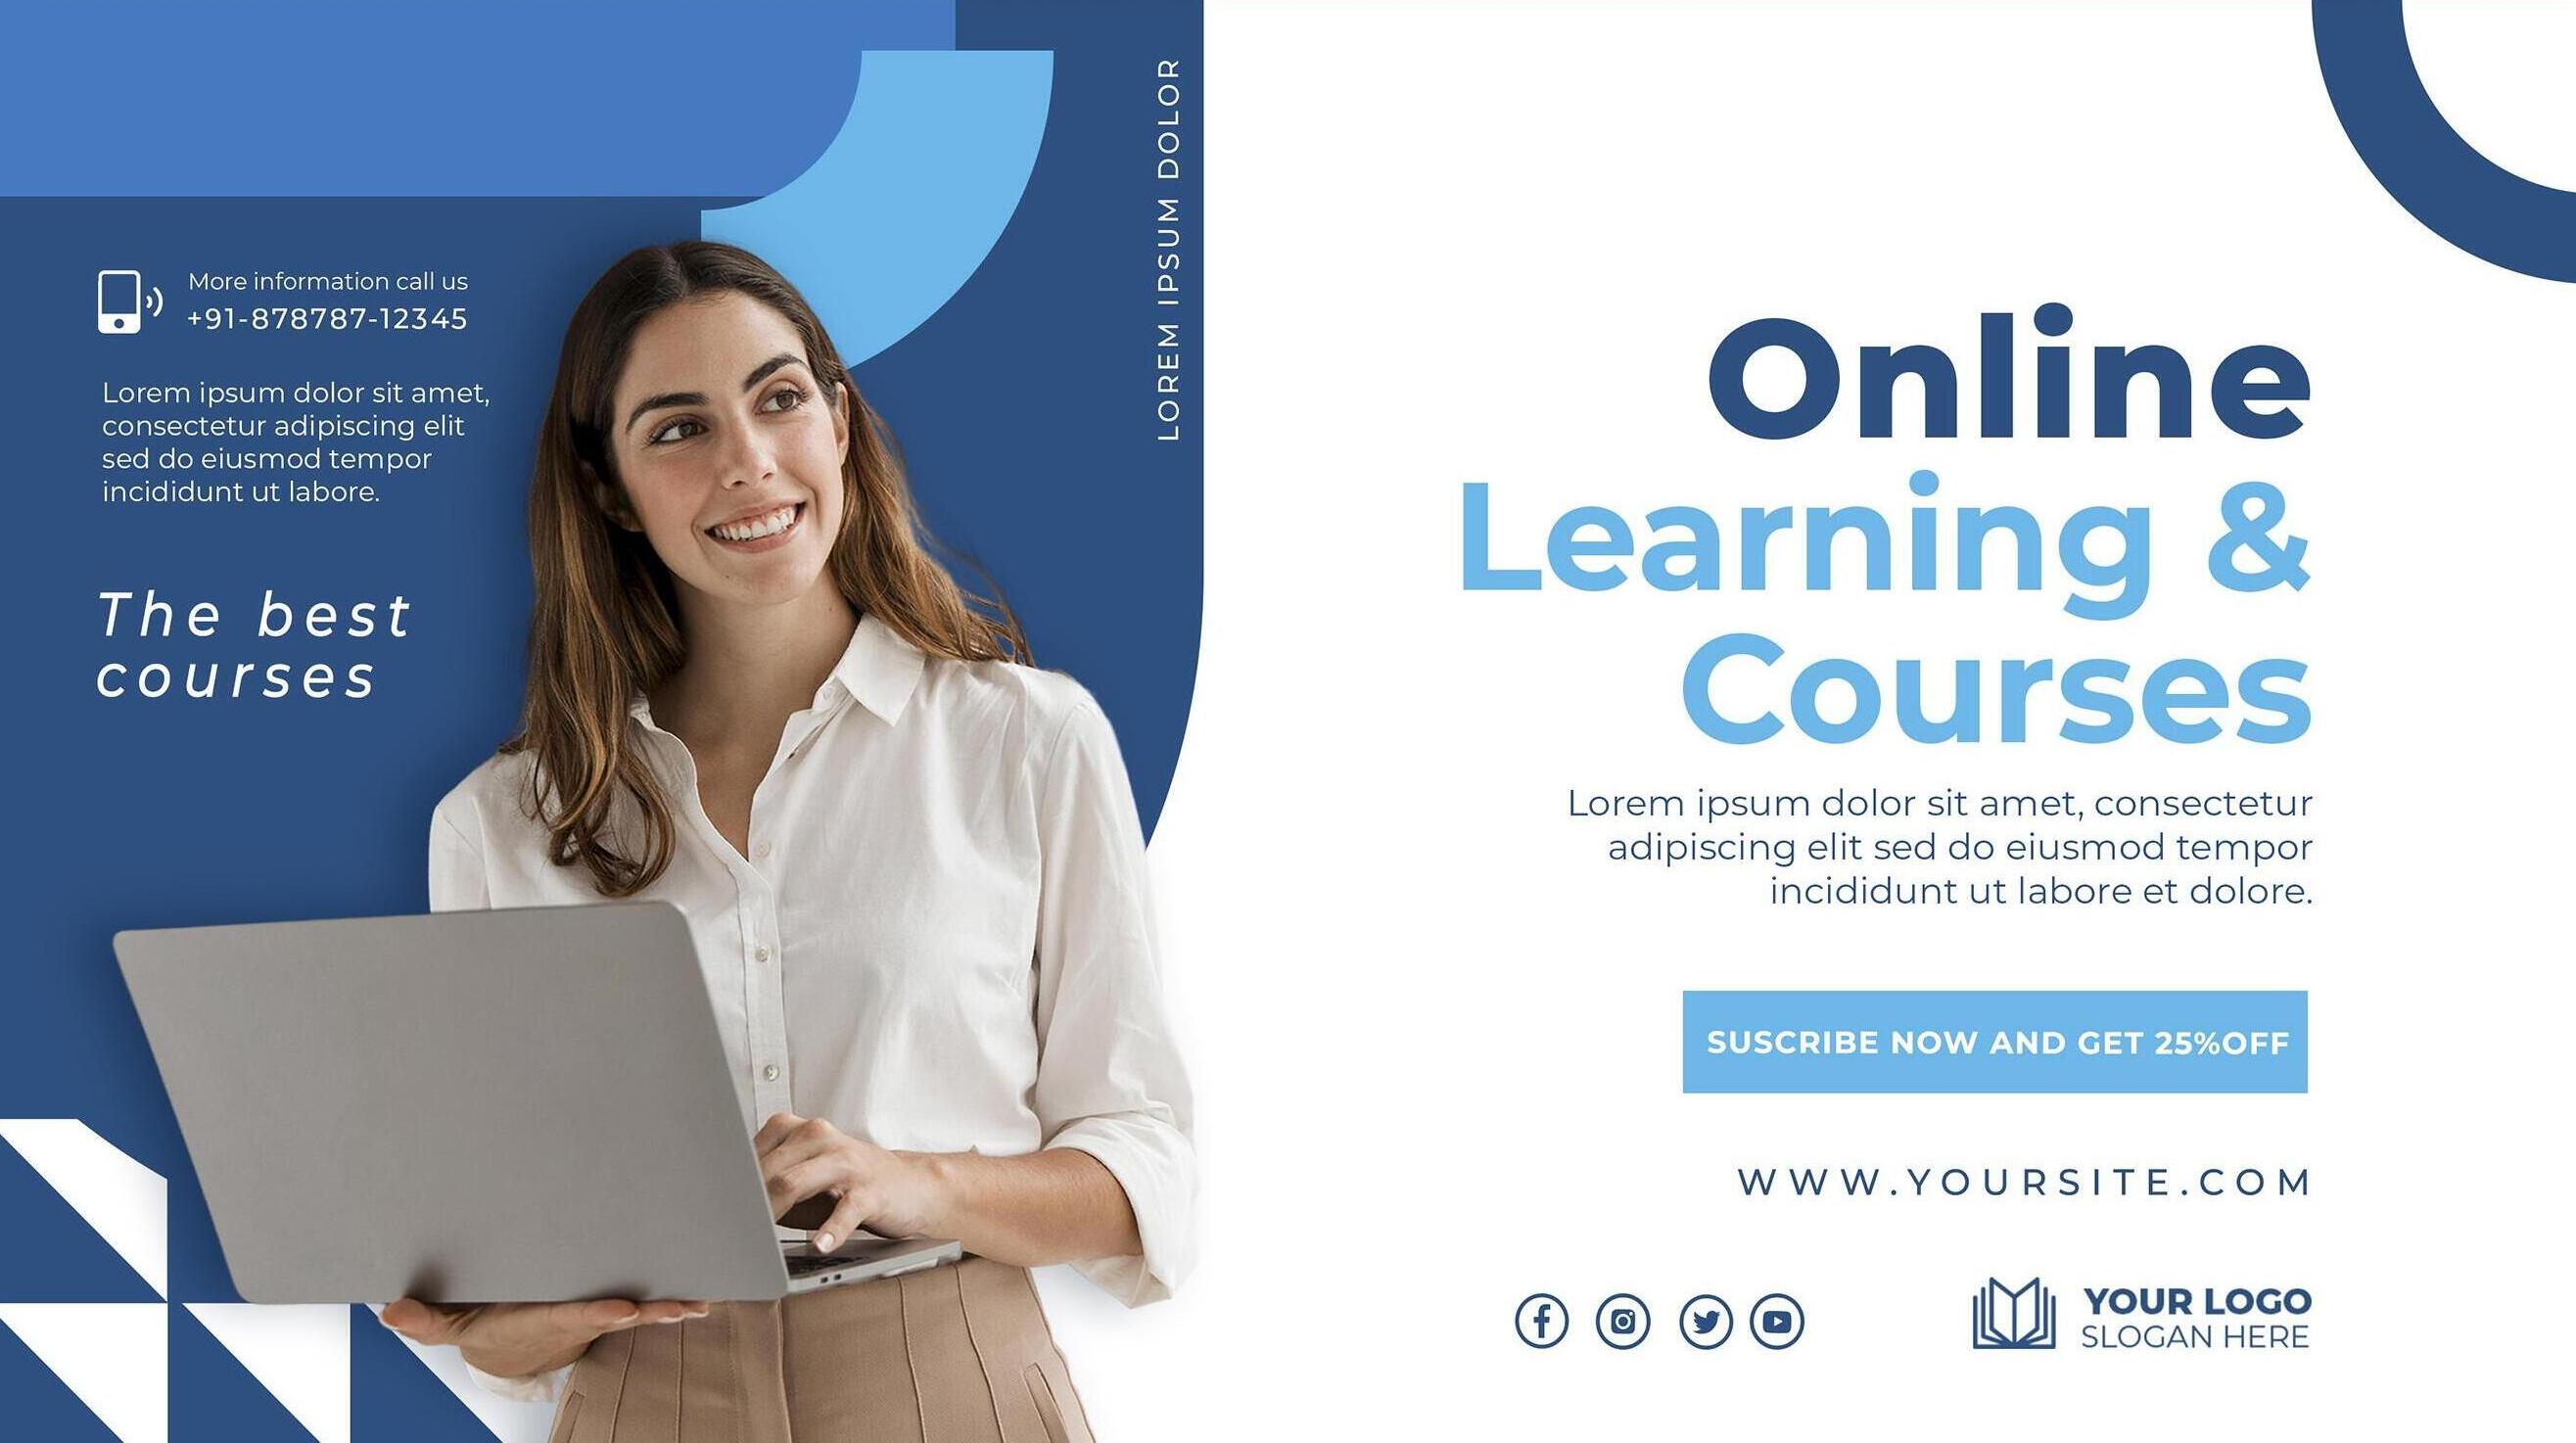 More information call us
+91-878787-12345
Lorem ipsum dolor sit amet,
consectetur adipiscing elit
sed do eiusmod tempor
incididunt ut labore.
The best
courses
LOREM IPSUM DOLOR
Online
Learning &
Courses
Lorem ipsum dolor sit amet, consectetur
adipiscing elit sed do eiusmod tempor
incididunt ut labore et dolore.
SUSCRIBE NOW AND GET 25%OFF
WWW.YOURSITE.COM
YOUR LOGO
SLOGAN HERE